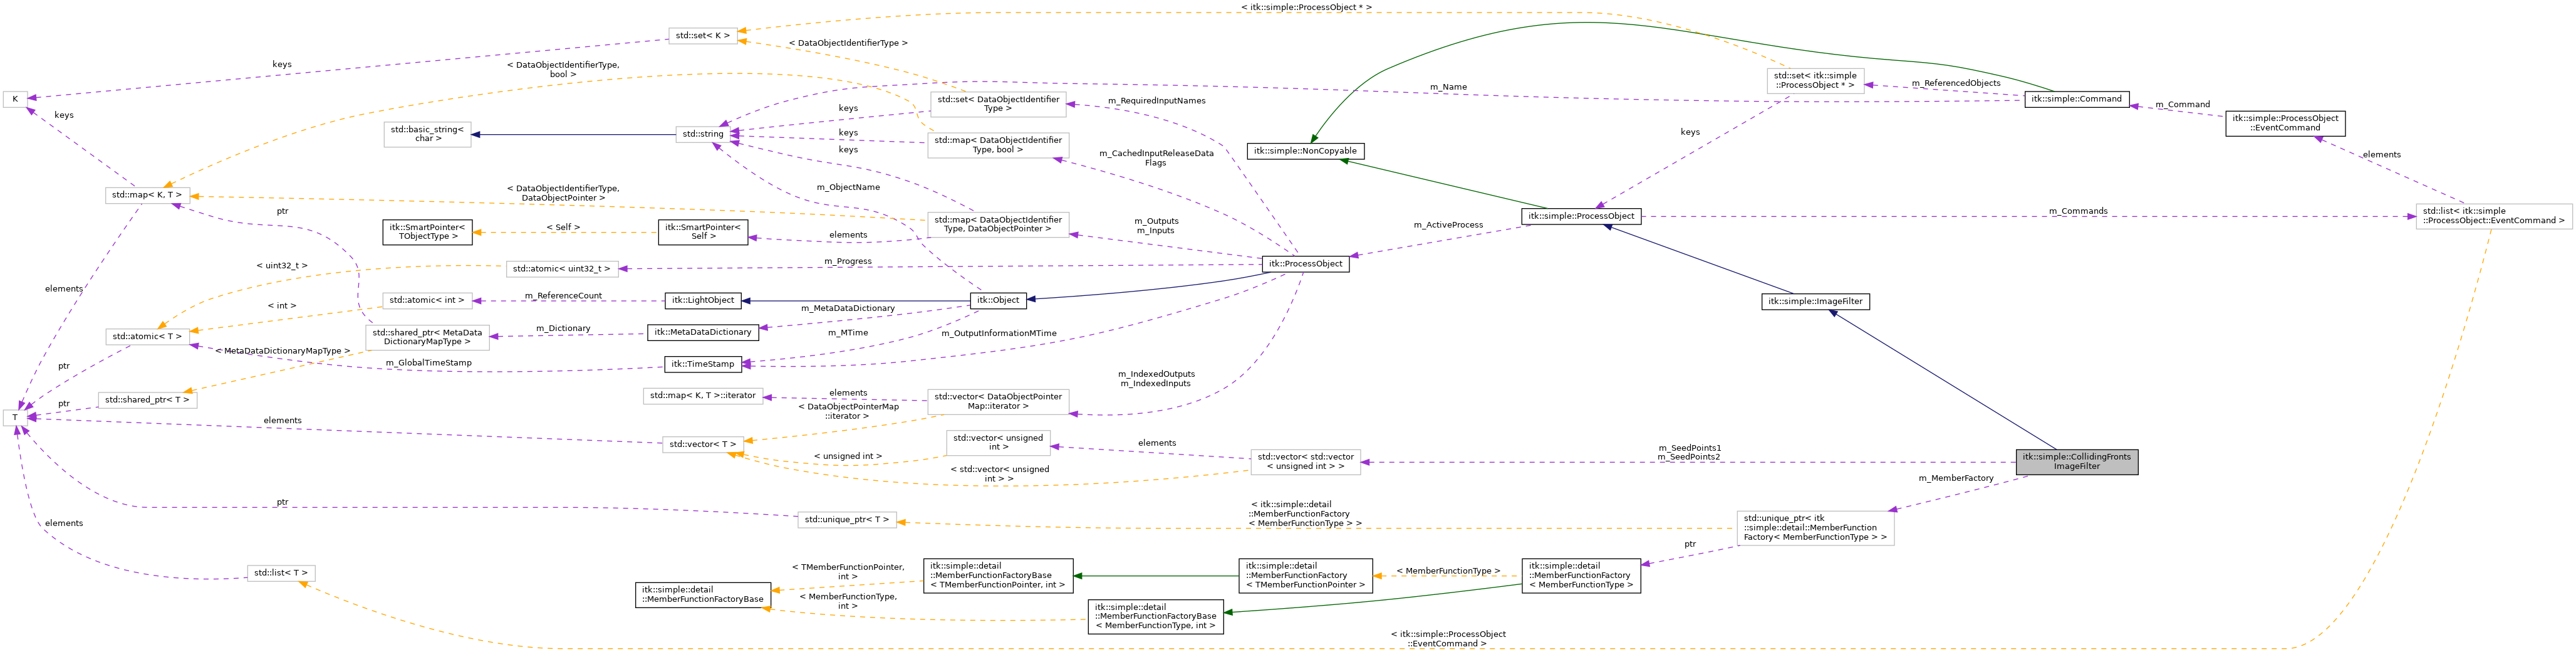 < itk::simple::ProcessObject * >
std::set< K >
< DataObjectIdentifierType >
keys
< DataObjectIdentifierType,
bool >
std::set< itk::simple
::ProcessObject * >
m_ReferencedObjects
m_Name
itk::simple::Command
m_Command
K
keys
std::set< DataObjectIdentifier
Type >
m_RequiredInputNames
keys
itk::simple::ProcessObject
::EventCommand
std::basic_string<
char >
std::string
keys
std::map< DataObjectIdentifier
Type, bool >
keys
keys
itk::simple::NonCopyable
m_CachedInputReleaseData
Flags
elements
std::map< K, T >
< DataObjectIdentifierType,
DataObjectPointer >
m_ObjectName
ptr
itk::SmartPointer<
TObjectType >
< Self >
itk::SmartPointer<
Self >
elements
std::map< DataObjectIdentifier
Type, DataObjectPointer >
m_Outputs
m_Inputs
m_ActiveProcess
itk::simple::ProcessObject
m_Commands
std::list< itk::simple
::ProcessObject::EventCommand >
< uint32_t >
std::atomic< uint32_t >
m_Progress
itk::ProcessObject
elements
< int >
std::atomic< int >
m_ReferenceCount
itk::LightObject
itk::Object
itk::simple::ImageFilter
m_MetaDataDictionary
std::atomic< T >
std::shared_ptr< MetaData
DictionaryMapType >
m_Dictionary
itk::MetaDataDictionary
m_MTime
m_OutputInformationMTime
< MetaDataDictionaryMapType >
m_GlobalTimeStamp
itk::TimeStamp
ptr
m_IndexedOutputs
m_IndexedInputs
std::shared_ptr< T >
ptr
std::map< K, T >::iterator
elements
std::vector< DataObjectPointer
Map::iterator >
< DataObjectPointerMap
::iterator >
T
elements
std::vector< T >
std::vector< unsigned
int >
elements
< unsigned int >
std::vector< std::vector
< unsigned int > >
m_SeedPoints1
m_SeedPoints2
itk::simple::CollidingFronts
ImageFilter
< std::vector< unsigned
int > >
m_MemberFactory
ptr
std::unique_ptr< T >
< itk::simple::detail
::MemberFunctionFactory
< MemberFunctionType > >
std::unique_ptr< itk
::simple::detail::MemberFunction
Factory< MemberFunctionType > >
elements
ptr
std::list< T >
itk::simple::detail
::MemberFunctionFactoryBase
< TMemberFunctionPointer,
int >
itk::simple::detail
::MemberFunctionFactoryBase
< TMemberFunctionPointer, int >
itk::simple::detail
::MemberFunctionFactory
< TMemberFunctionPointer >
< MemberFunctionType >
itk::simple::detail
::MemberFunctionFactory
< MemberFunctionType >
< MemberFunctionType,
int >
itk::simple::detail
::MemberFunctionFactoryBase
< MemberFunctionType, int >
< itk::simple::ProcessObject
::EventCommand >